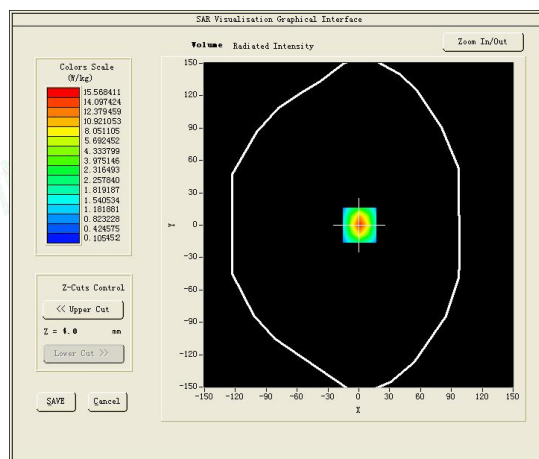 SAR Visualisation Graphical Interface
Volume Radiated Intensity
Zoom In/Out
Colors Scale
(W/kg)
15.568411
14.097424
12.379459
10.921053
8.051105
5.692452
4.333799
3.975146
2.316493
2.257840
1.819187
1.540534
1.181881
0.823228
0.424575
0.105452
Z-Cuts Control
<< Upper Cut
Z = 4.0 mm
Lower Cut >>
SAVE Cancel
Y
150
120
90
60
30
0
-30
-60
-90
-120
-150
-150 -120 -90 -60 -30 0 30 60 90 120 150
X